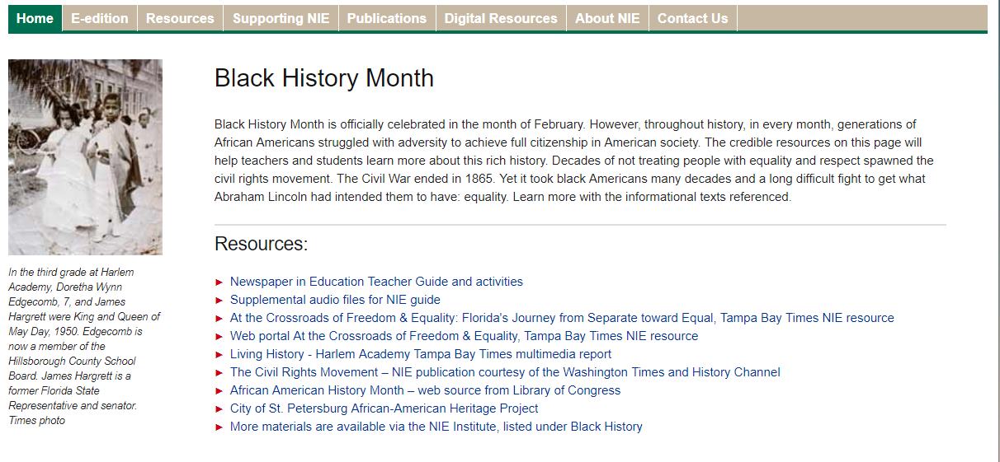 Home E-edition Resources Supporting NIE Publications Digital Resources About NIE Contact Us
Black History Month
Black History Month is officially celebrated in the month of February. However, throughout history, in every month, generations of
African Americans struggled with adversity to achieve full citizenship in American society. The credible resources on this page will
help teachers and students learn more about this rich history. Decades of not treating people with equality and respect spawned the
civil rights movement. The Civil War ended in 1865. Yet it took black Americans many decades and a long difficult fight to get what
Abraham Lincoln had intended them to have: equality. Learn more with the informational texts referenced.
Resources:
► Newspaper in Education Teacher Guide and activities
► Supplemental audio files for NIE guide
► At the Crossroads of Freedom & Equality: Florida's Journey from Separate toward Equal, Tampa Bay Times NIE resource
► Web portal At the Crossroads of Freedom & Equality, Tampa Bay Times NIE resource
► Living History - Harlem Academy Tampa Bay Times multimedia report
► The Civil Rights Movement – NIE publication courtesy of the Washington Times and History Channel
► African American History Month – web source from Library of Congress
► City of St. Petersburg African-American Heritage Project
► More materials are available via the NIE Institute, listed under Black History
In the third grade at Harlem
Academy, Doretha Wynn
Edgecomb, 7, and James
Hargrett were King and Queen of
May Day, 1950. Edgecomb is
now a member of the
Hillsborough County School
Board. James Hargrett is a
former Florida State
Representative and senator.
Times photo